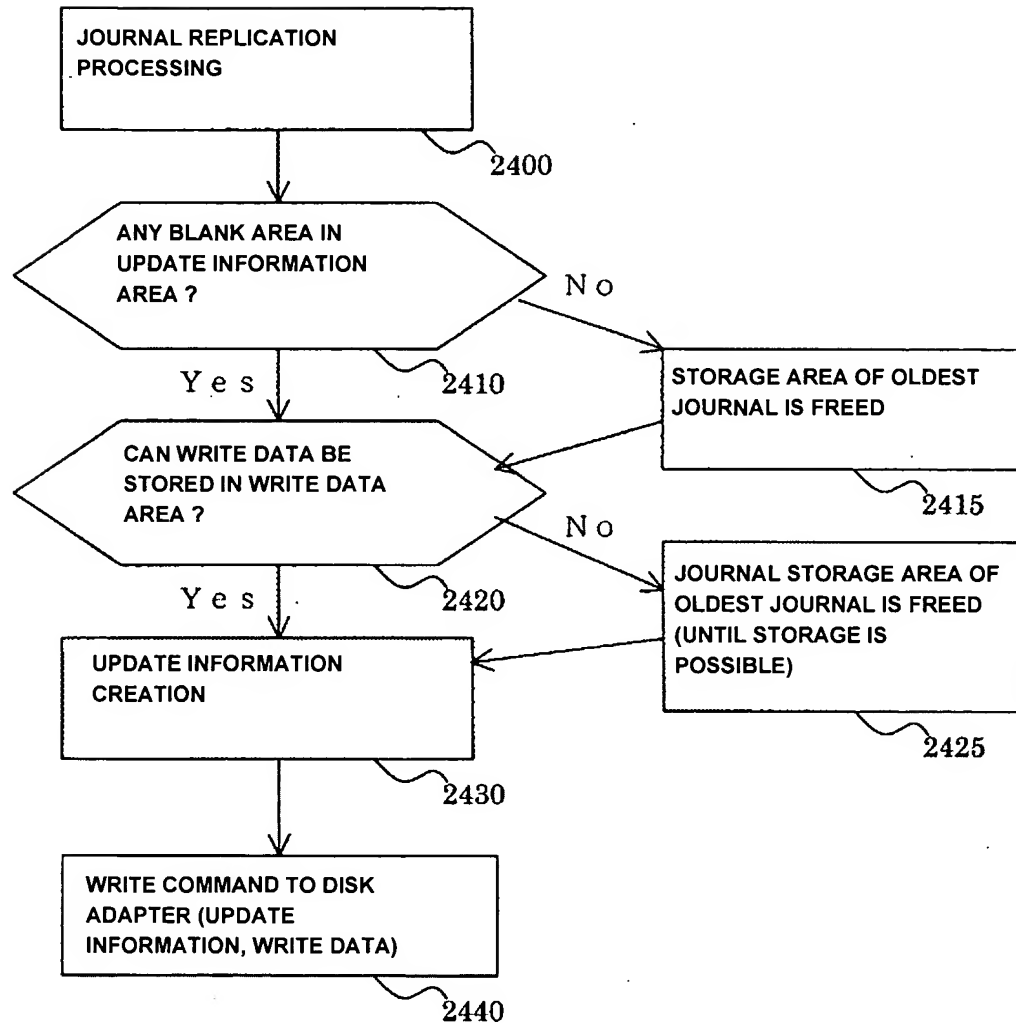 JOURNAL REPLICATION
PROCESSING
2400
ANY BLANK AREA IN
UPDATE INFORMATION
AREA ?
No
Yes
2410
STORAGE AREA OF OLDEST
JOURNAL IS FREED
2415
CAN WRITE DATA BE
STORED IN WRITE DATA
AREA ?
No
Yes
2420
JOURNAL STORAGE AREA OF
OLDEST JOURNAL IS FREED
(UNTIL STORAGE IS
POSSIBLE)
2425
UPDATE INFORMATION
CREATION
2430
WRITE COMMAND TO DISK
ADAPTER (UPDATE
INFORMATION, WRITE DATA)
2440